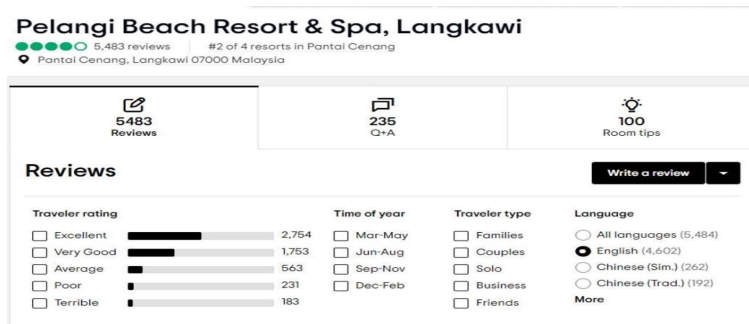 Pelangi Beach Resort & Spa, Langkawi
5,483 reviews #2 of 4 resorts in Pantai Cenang
Pantai Cenang, Langkawi 07000 Malaysia
5483 235 100
Reviews Q+A Room tips
Reviews Write a review
Traveler rating Time of year Traveler type Language
Excellent 2,754 Mar-May Families All languages (5,484)
Very Good 1,753 Jun-Aug Couples English (4,602)
Average 563 Sep-Nov Solo Chinese (Sim.) (262)
Poor 231 Dec-Feb Business Chinese (Trad.) (192)
Terrible 183 Friends More